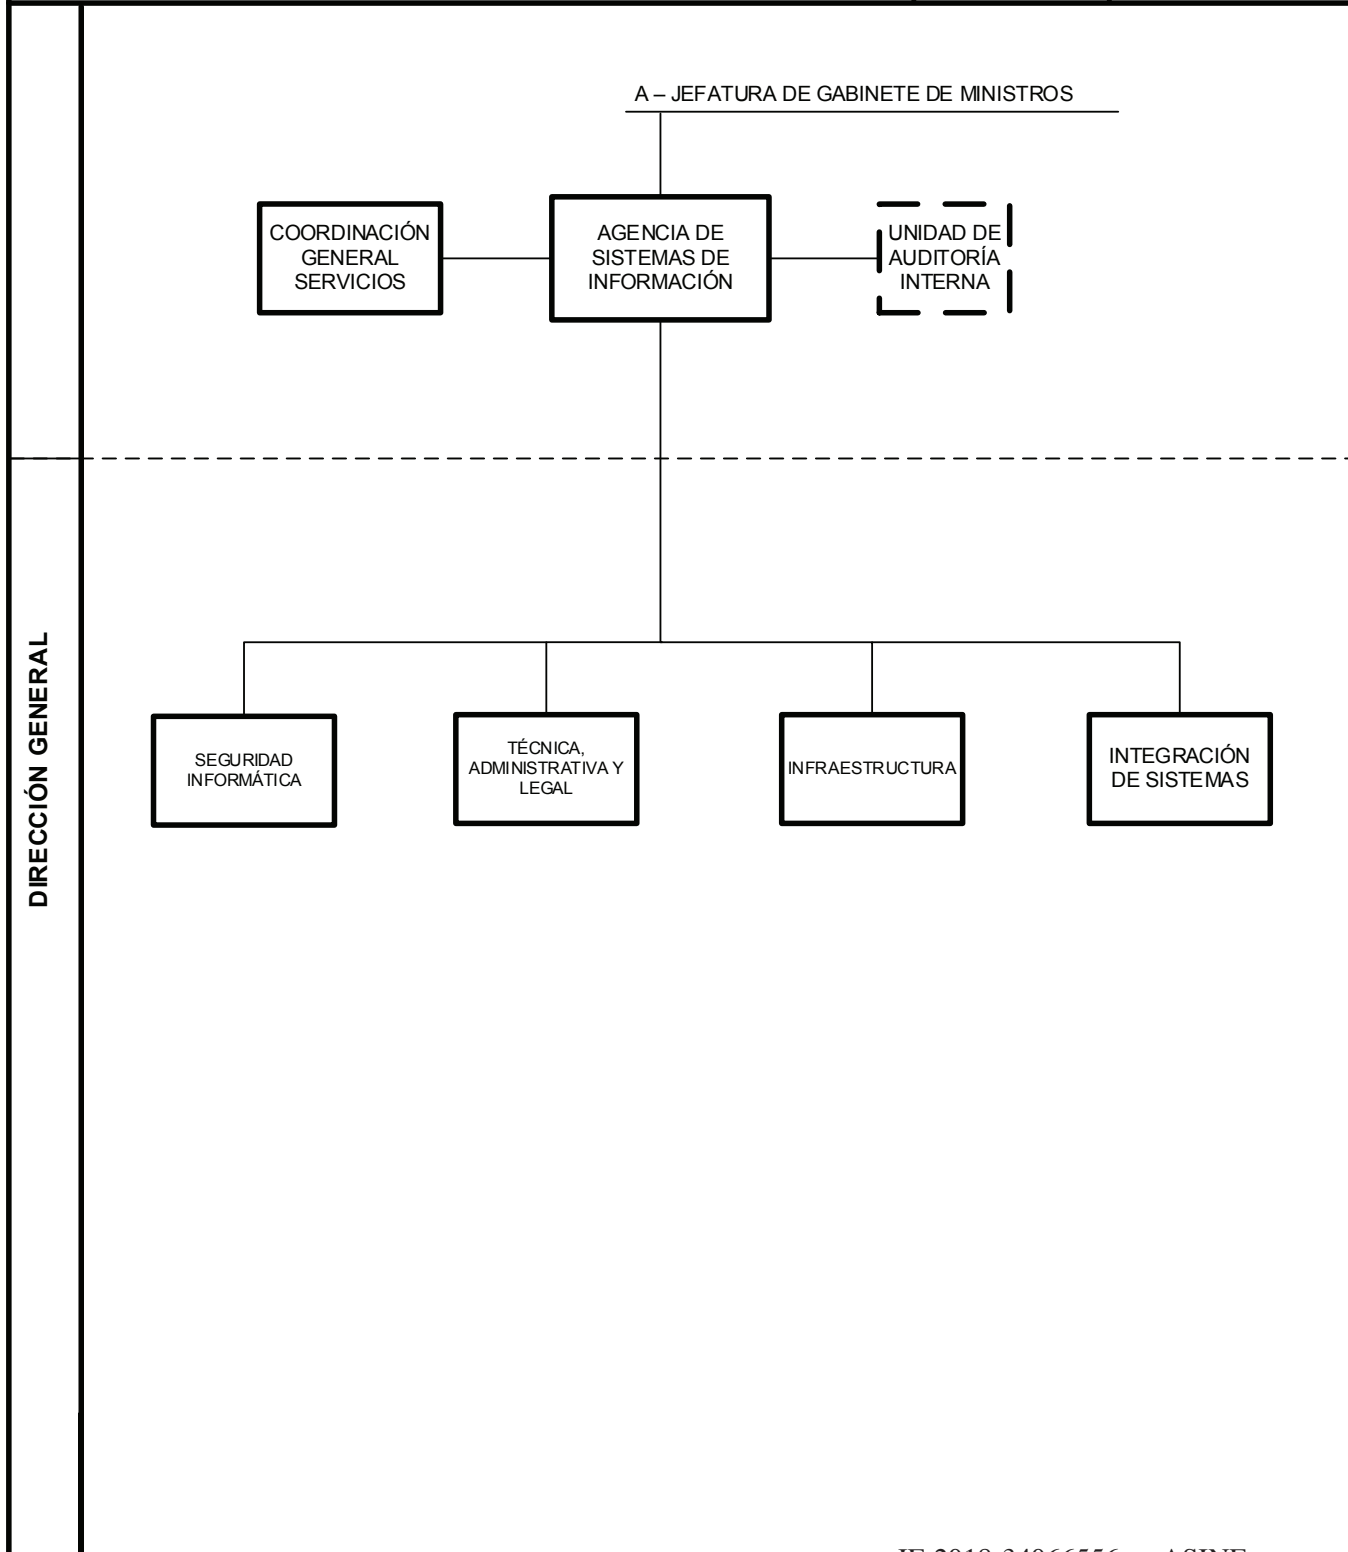 A – JEFATURA DE GABINETE DE MINISTROS
COORDINACIÓN
GENERAL
SERVICIOS
AGENCIA DE
SISTEMAS DE
INFORMACIÓN
UNIDAD DE
AUDITORÍA
INTERNA
DIRECCIÓN GENERAL
SEGURIDAD
INFORMÁTICA
TÉCNICA,
ADMINISTRATIVA Y
LEGAL
INFRAESTRUCTURA
INTEGRACIÓN
DE SISTEMAS